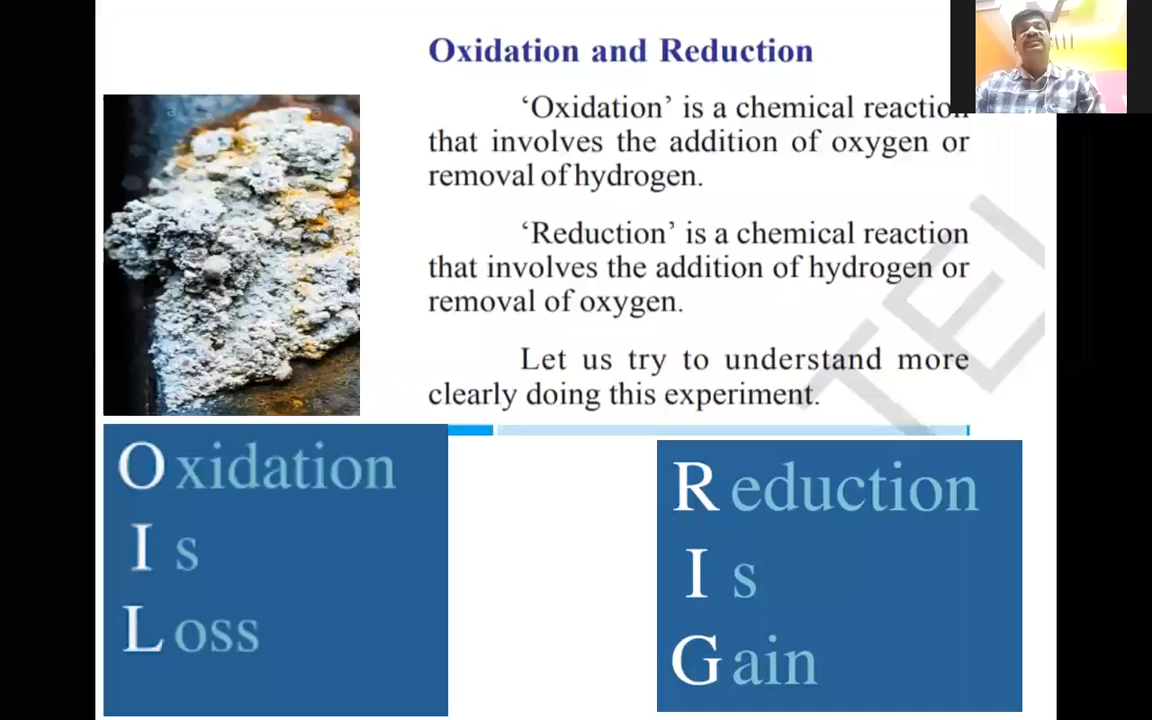 Oxidation and Reduction
‘Oxidation’ is a chemical reaction
that involves the addition of oxygen or
removal of hydrogen.
‘Reduction’ is a chemical reaction
that involves the addition of hydrogen or
removal of oxygen.
Let us try to understand more
clearly doing this experiment.
Oxidation
Is
Loss
Reduction
Is
Gain